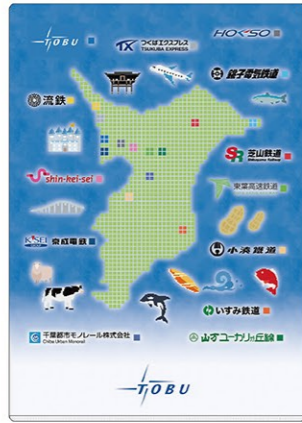 TOBU
つくばエクスプレス
TSUKUBA EXPRESS
HOKSO
銚子電気鉄道
流鉄
芝山鉄道
Shibayama Railway
shin-kei-sei
東葉高速鉄道
京成電鉄
小湊鐵道
いすみ鉄道
千葉都市モノレール株式会社
Chiba Urban Monorail
山万ユーカリが丘線
TOBU